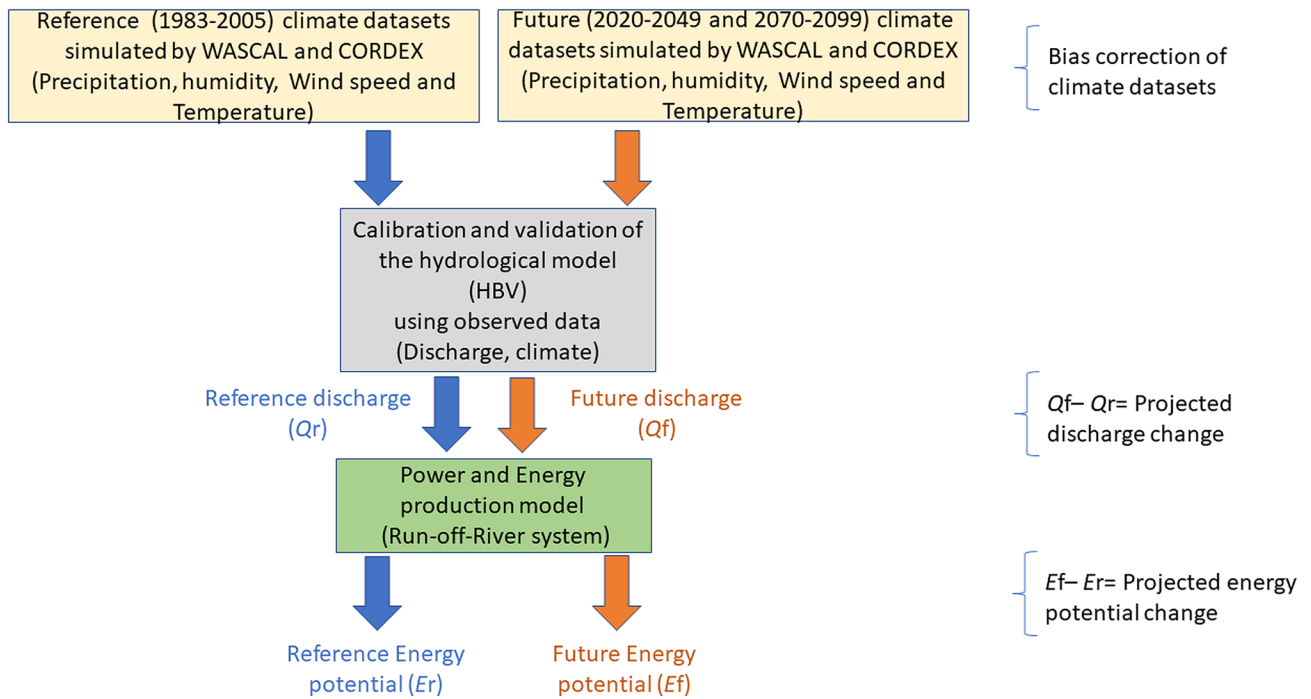 Reference (1983-2005) climate datasets
simulated by WASCAL and CORDEX
(Precipitation, humidity, Wind speed and
Temperature)
Future (2020-2049 and 2070-2099) climate
datasets simulated by WASCAL and CORDEX
(Precipitation, humidity, Wind speed and
Temperature)
Bias correction of
climate datasets
Calibration and validation of
the hydrological model
(HBV)
using observed data
(Discharge, climate)
Reference discharge
(Qr)
Future discharge
(Qf)
Qf– Qr= Projected
discharge change
Power and Energy
production model
(Run-off-River system)
Ef– Er= Projected energy
potential change
Reference Energy
potential (Er)
Future Energy
potential (Ef)